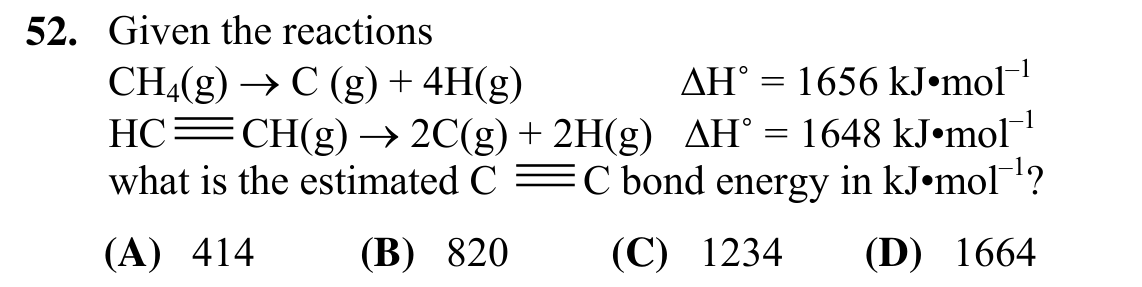 52. Given the reactions
CH₄(g) → C (g) + 4H(g) ΔH° = 1656 kJ•mol⁻¹
HC≡CH(g) → 2C(g) + 2H(g) ΔH° = 1648 kJ•mol⁻¹
what is the estimated C ≡C bond energy in kJ•mol⁻¹?
(A) 414 (B) 820 (C) 1234 (D) 1664